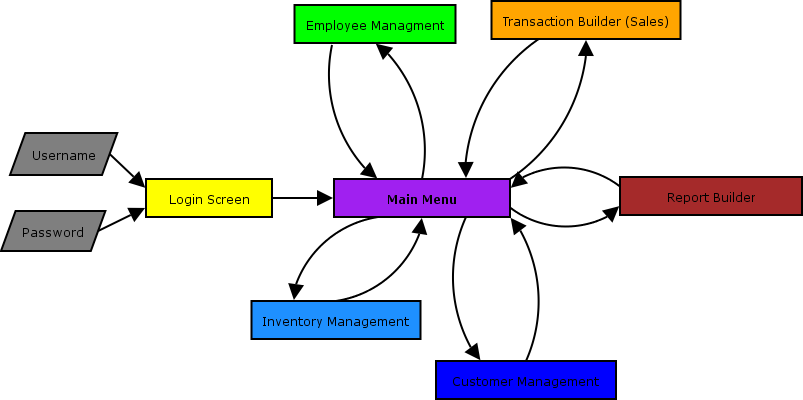 Employee Managment
Transaction Builder (Sales)
Username
Login Screen
Main Menu
Report Builder
Password
Inventory Management
Customer Management